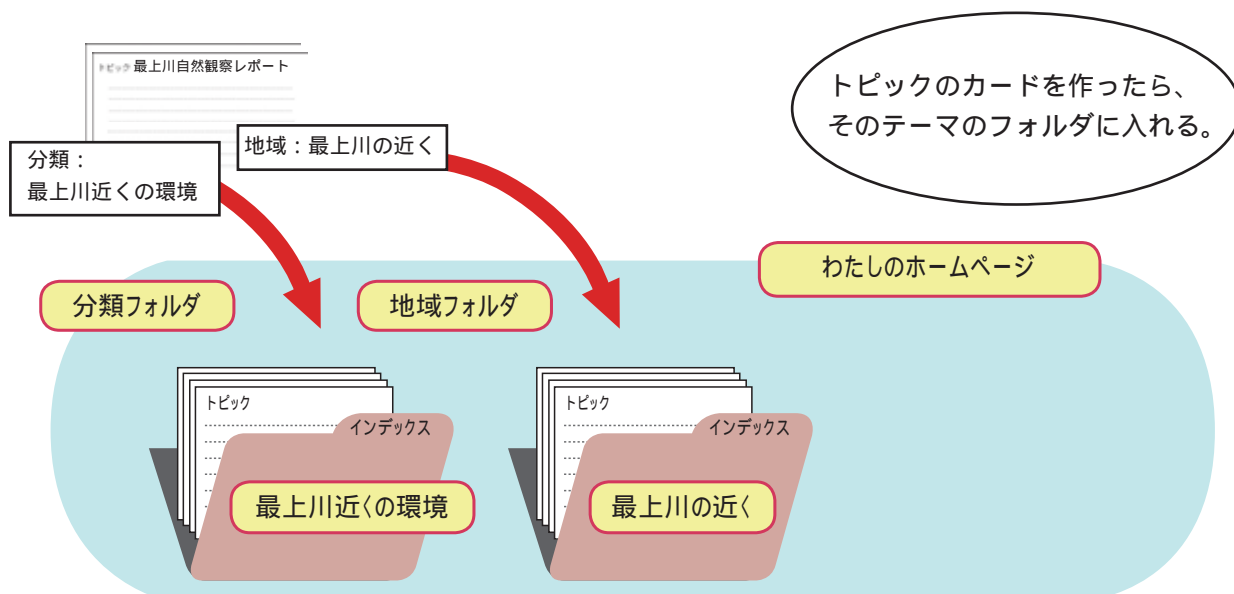 トピック 最上川自然観察レポート
分類：
最上川近くの環境
地域：最上川の近く
トピックのカードを作ったら、
そのテーマのフォルダに入れる。
わたしのホームページ
分類フォルダ
地域フォルダ
トピック
インデックス
最上川近くの環境
トピック
インデックス
最上川の近く